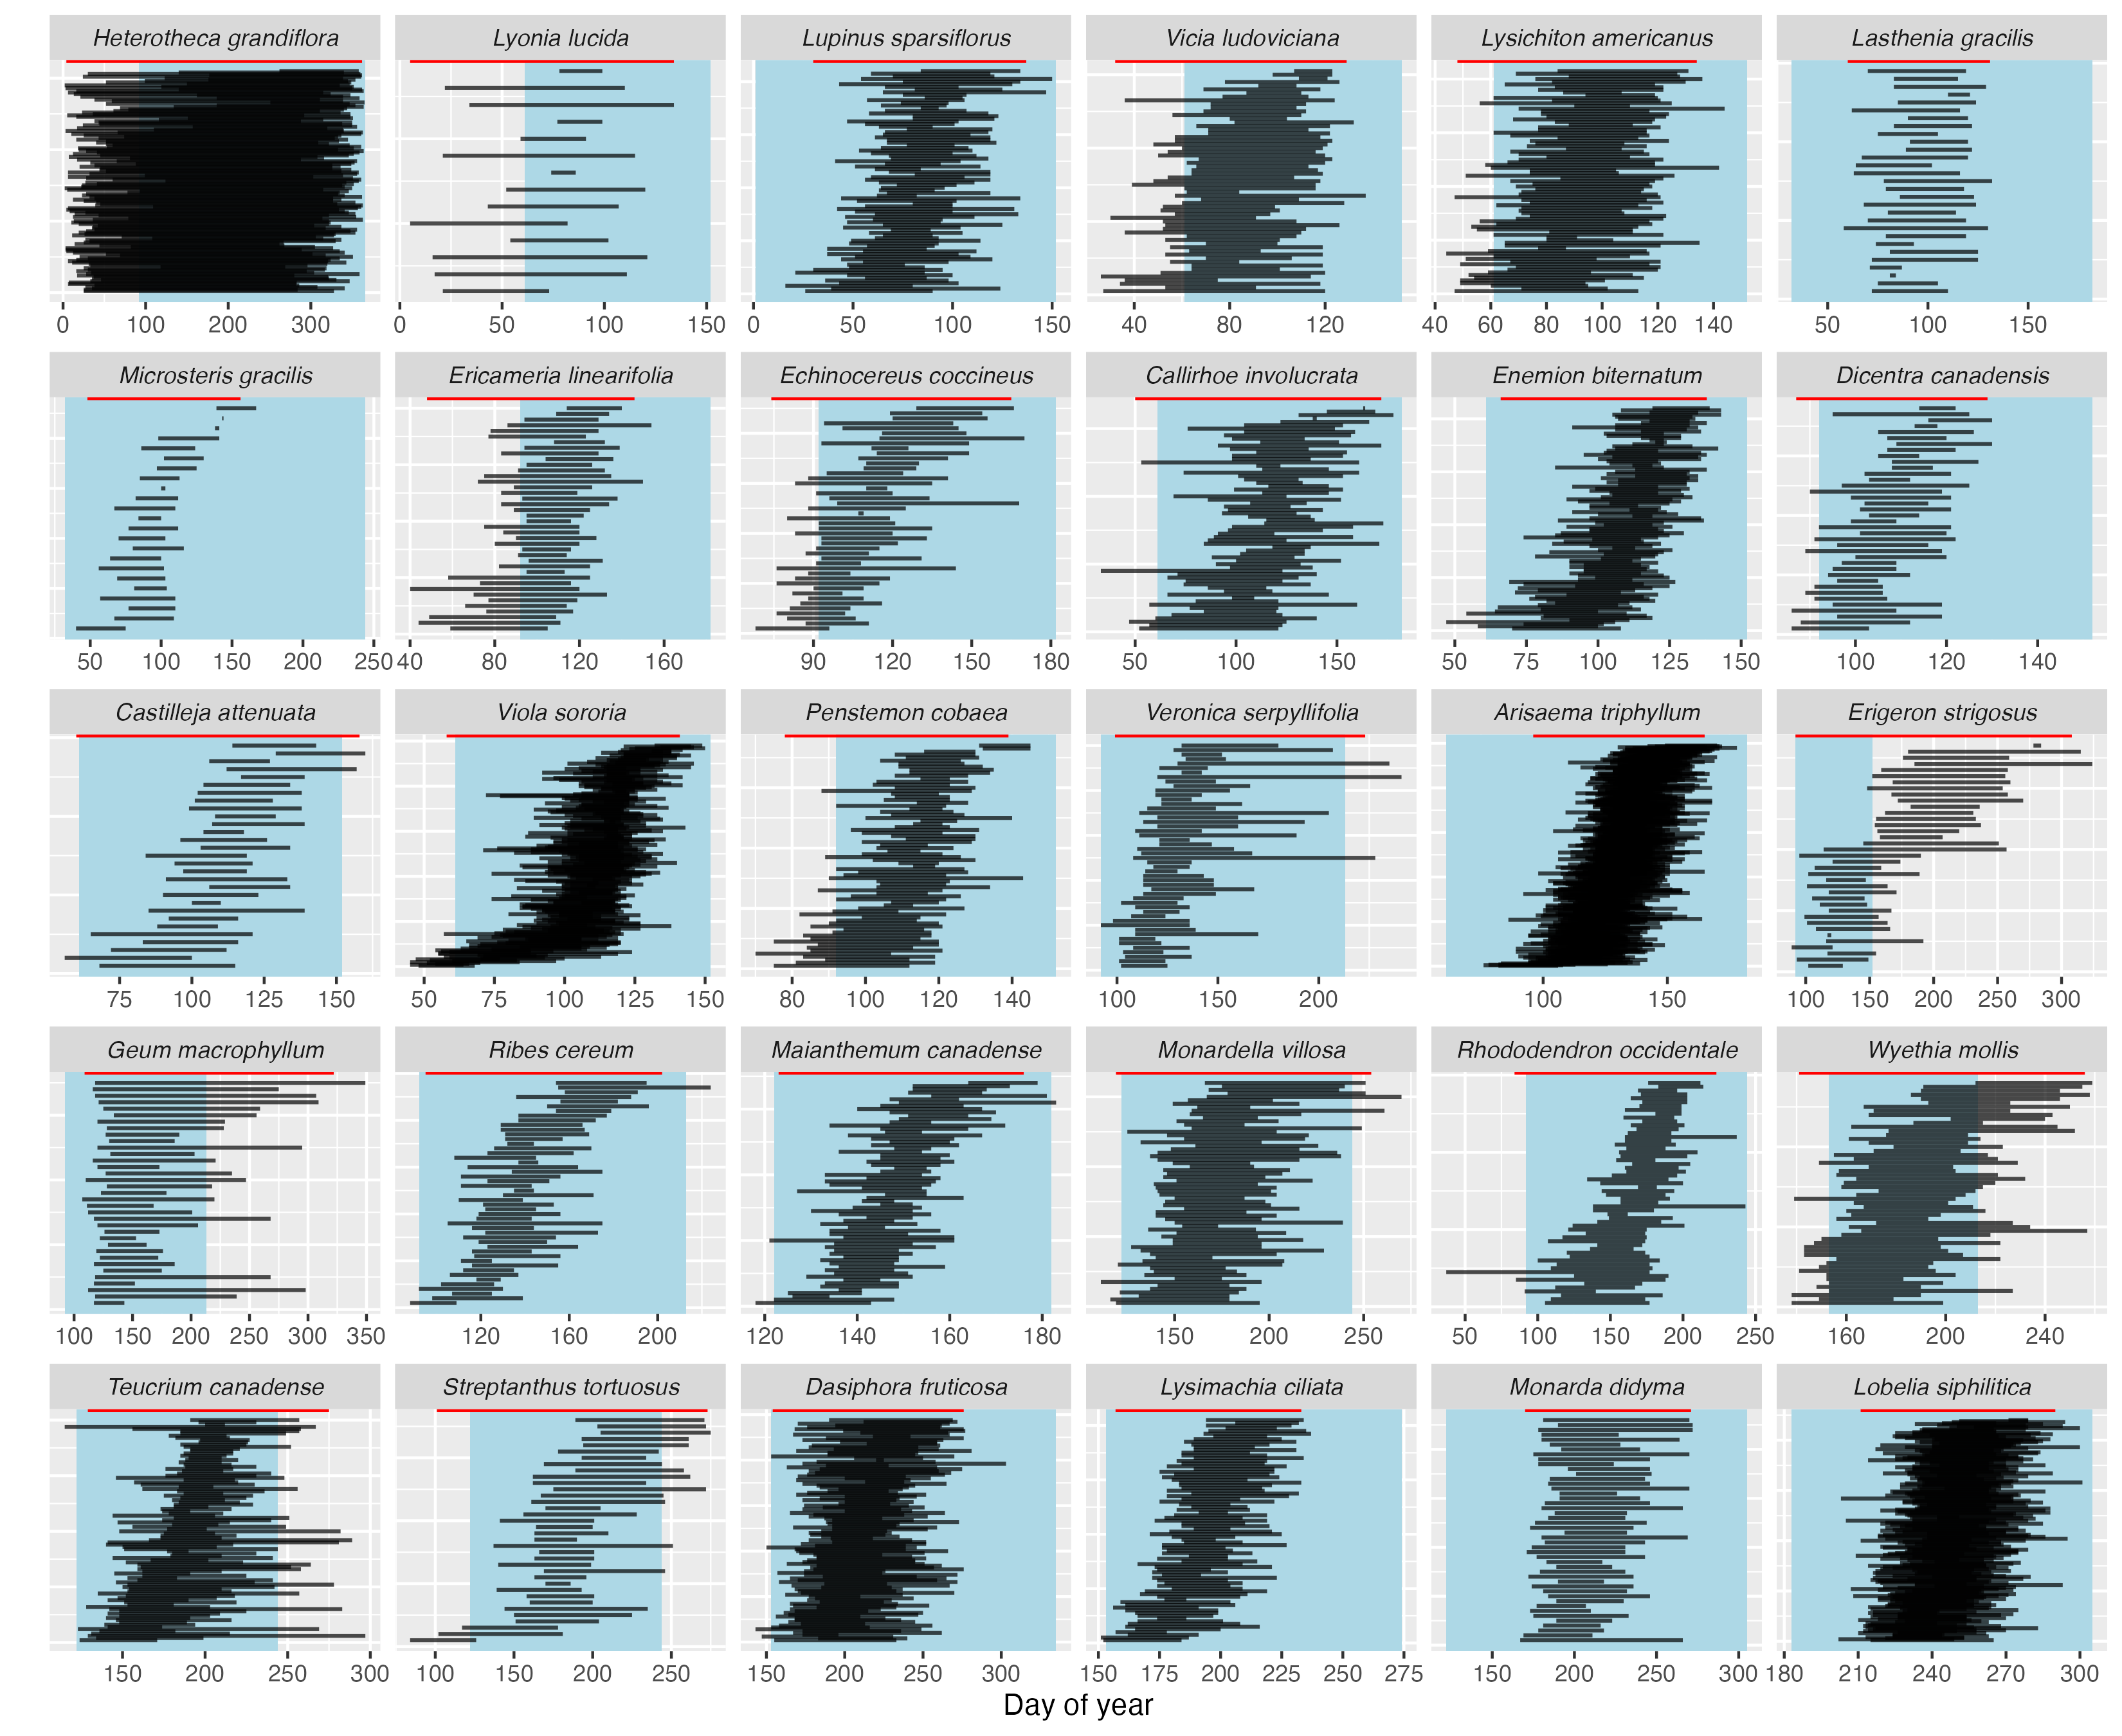 Heterotheca grandiflora Lyonia lucida Lupinus sparsiflorus Vicia ludoviciana Lysichiton americanus Lasthenia gracilis
0 100 200 300 0 50 100 150 0 50 100 150 40 80 120 40 60 80 100 120 140 50 100 150
Microsteris gracilis Ericameria linearifolia Echinocereus coccineus Callirhoe involucrata Enemion biternatum Dicentra canadensis
50 100 150 200 250 40 80 120 160 90 120 150 180 50 100 150 50 75 100 125 150 100 120 140
Castilleja attenuata Viola sororia Penstemon cobaea Veronica serpyllifolia Arisaema triphyllum Erigeron strigosus
75 100 125 150 50 75 100 125 150 80 100 120 140 100 150 200 100 150 100 150 200 250 300
Geum macrophyllum Ribes cereum Maianthemum canadense Monardella villosa Rhododendron occidentale Wyethia mollis
100 150 200 250 300 350 120 160 200 120 140 160 180 150 200 250 50 100 150 200 250 160 200 240
Teucrium canadense Streptanthus tortuosus Dasiphora fruticosa Lysimachia ciliata Monarda didyma Lobelia siphilitica
150 200 250 300 100 150 200 250 150 200 250 300 150 175 200 225 250 275 150 200 250 300 180 210 240 270 300
Day of year